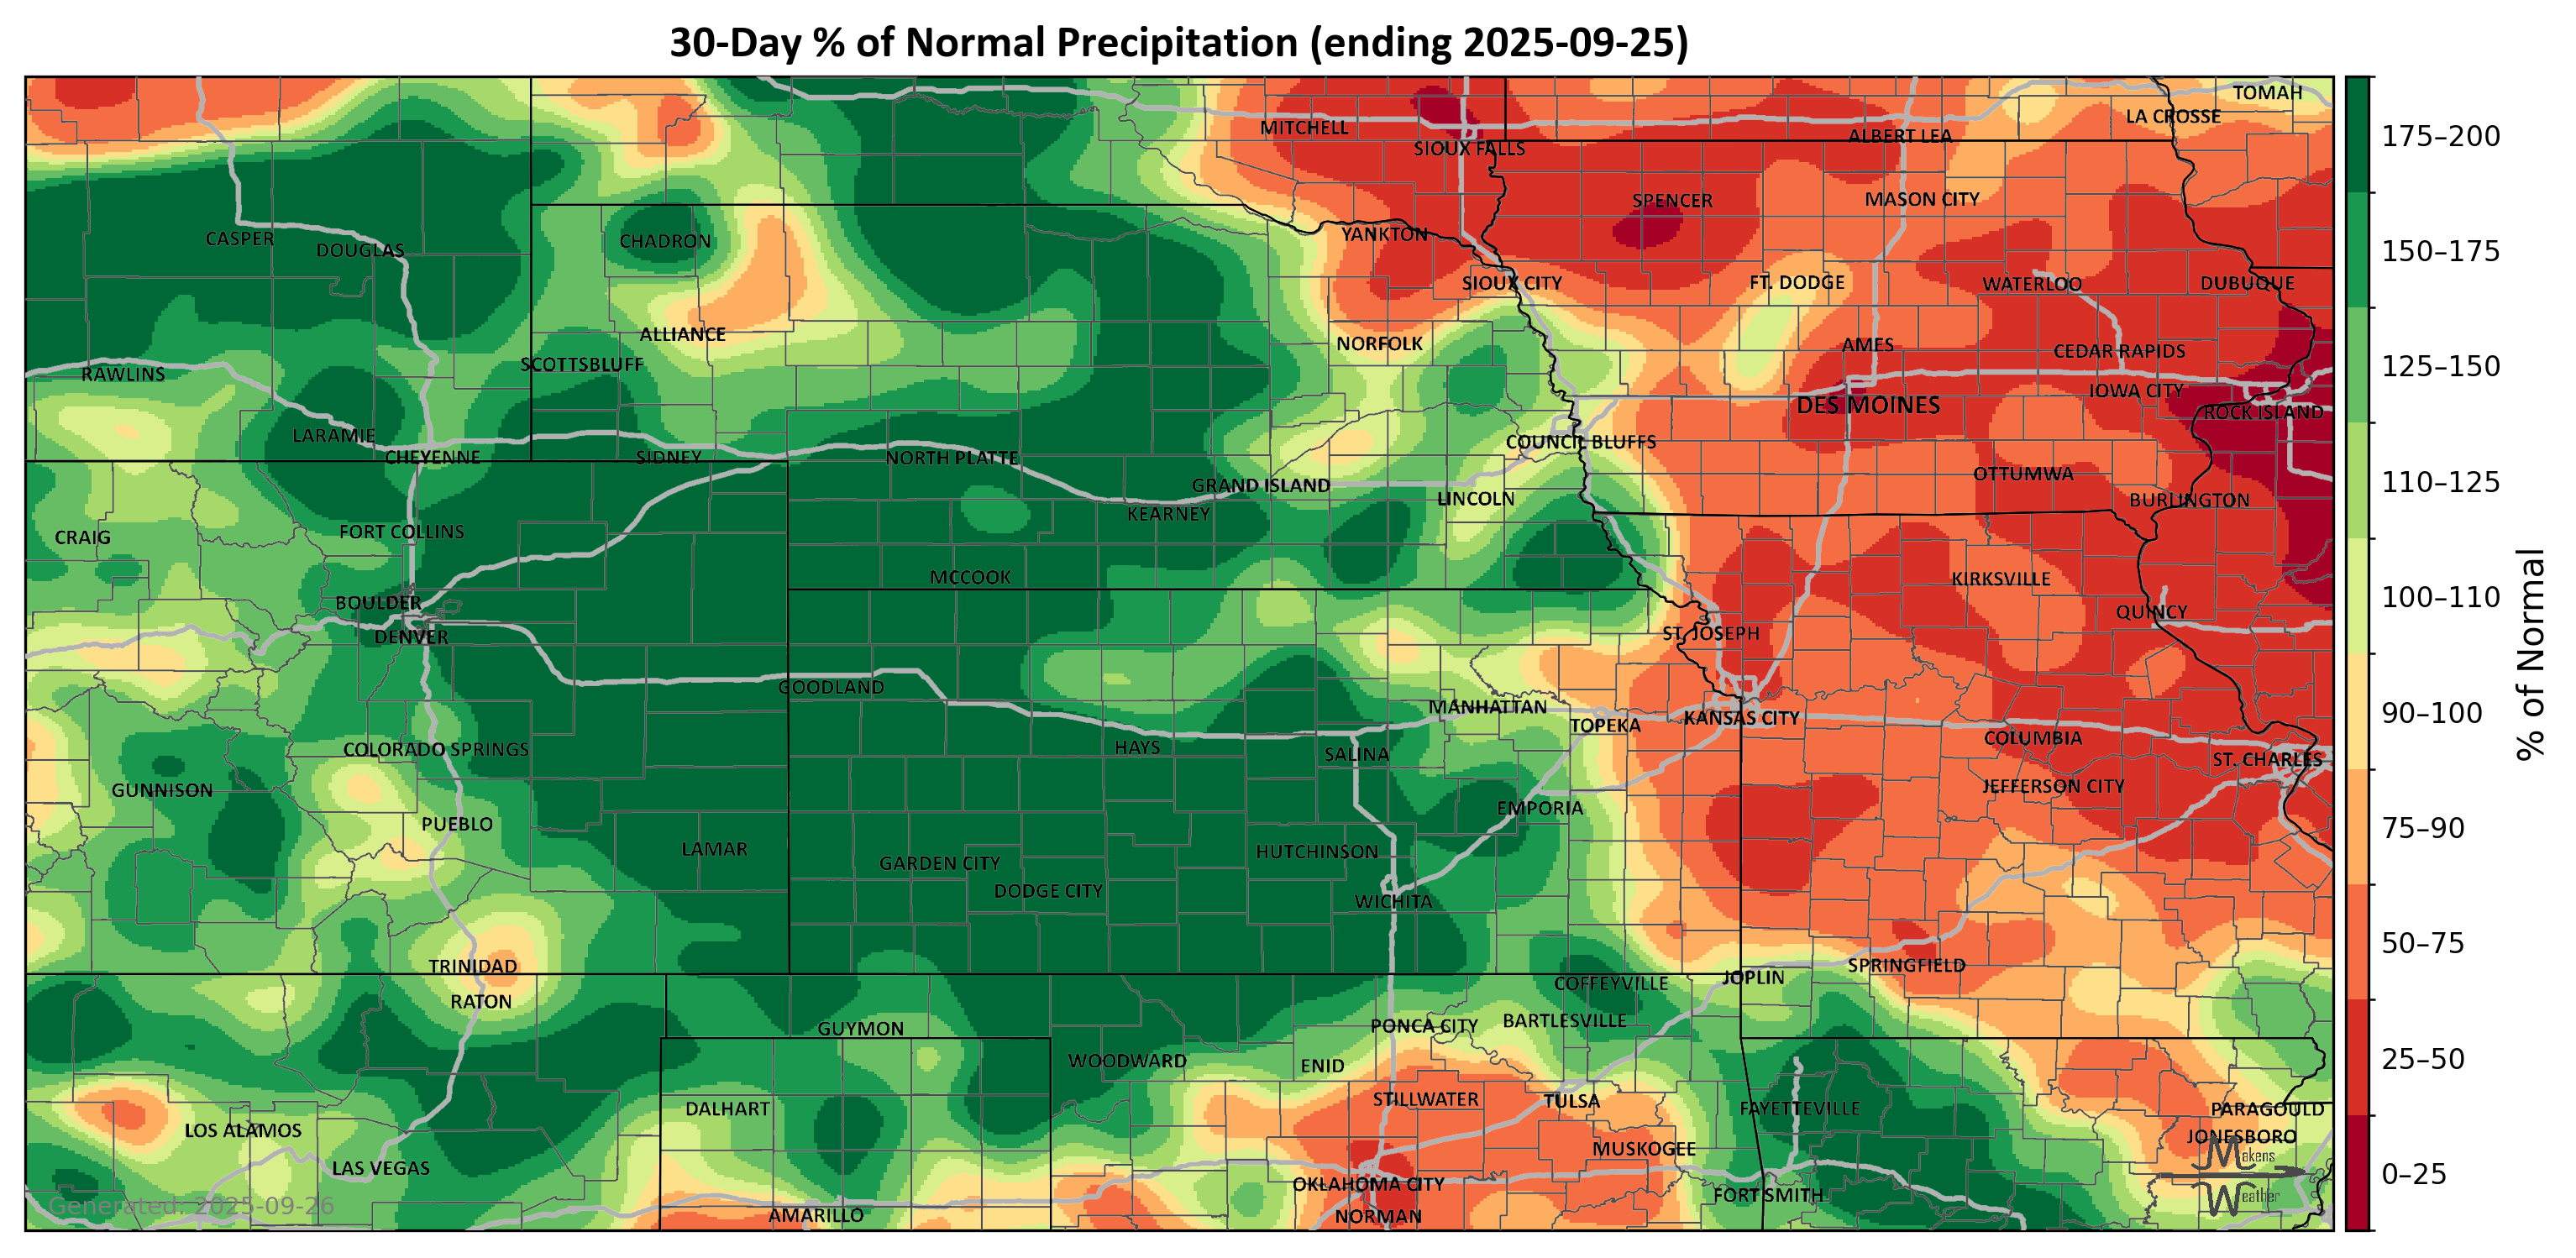 30-Day % of Normal Precipitation (ending 2025-09-25)
TOMAH
LA CROSSE
MITCHELL
ALBERT LEA
SIOUX FALLS
SPENCER
MASON CITY
CASPER
DOUGLAS
CHADRON
YANKTON
SIOUX CITY
FT. DODGE
WATERLOO
DUBUQUE
ALLIANCE
NORFOLK
AMES
CEDAR RAPIDS
SCOTTSBLUFF
RAWLINS
IOWA CITY
DES MOINES
ROCK ISLAND
LARAMIE
COUNCIL BLUFFS
CHEYENNE
SIDNEY
NORTH PLATTE
OTTUMWA
GRAND ISLAND
LINCOLN
BURLINGTON
KEARNEY
FORT COLLINS
CRAIG
MCCOOK
KIRKSVILLE
BOULDER
QUINCY
DENVER
ST. JOSEPH
GOODLAND
MANHATTAN
TOPEKA
KANSAS CITY
COLUMBIA
COLORADO SPRINGS
HAYS
SALINA
ST. CHARLES
GUNNISON
JEFFERSON CITY
EMPORIA
PUEBLO
LAMAR
GARDEN CITY
HUTCHINSON
DODGE CITY
WICHITA
TRINIDAD
SPRINGFIELD
JOPLIN
COFFEYVILLE
RATON
BARTLESVILLE
PONCA CITY
GUYMON
WOODWARD
ENID
STILLWATER
TULSA
DALHART
FAYETTEVILLE
PARAGOULD
LOS ALAMOS
JONESBORO
MUSKOGEE
LAS VEGAS
OKLAHOMA CITY
FORT SMITH
AMARILLO
NORMAN
Generated: 2025-09-26
Makens
Weather
175–200
150–175
125–150
110–125
100–110
90–100
75–90
50–75
25–50
0–25
% of Normal